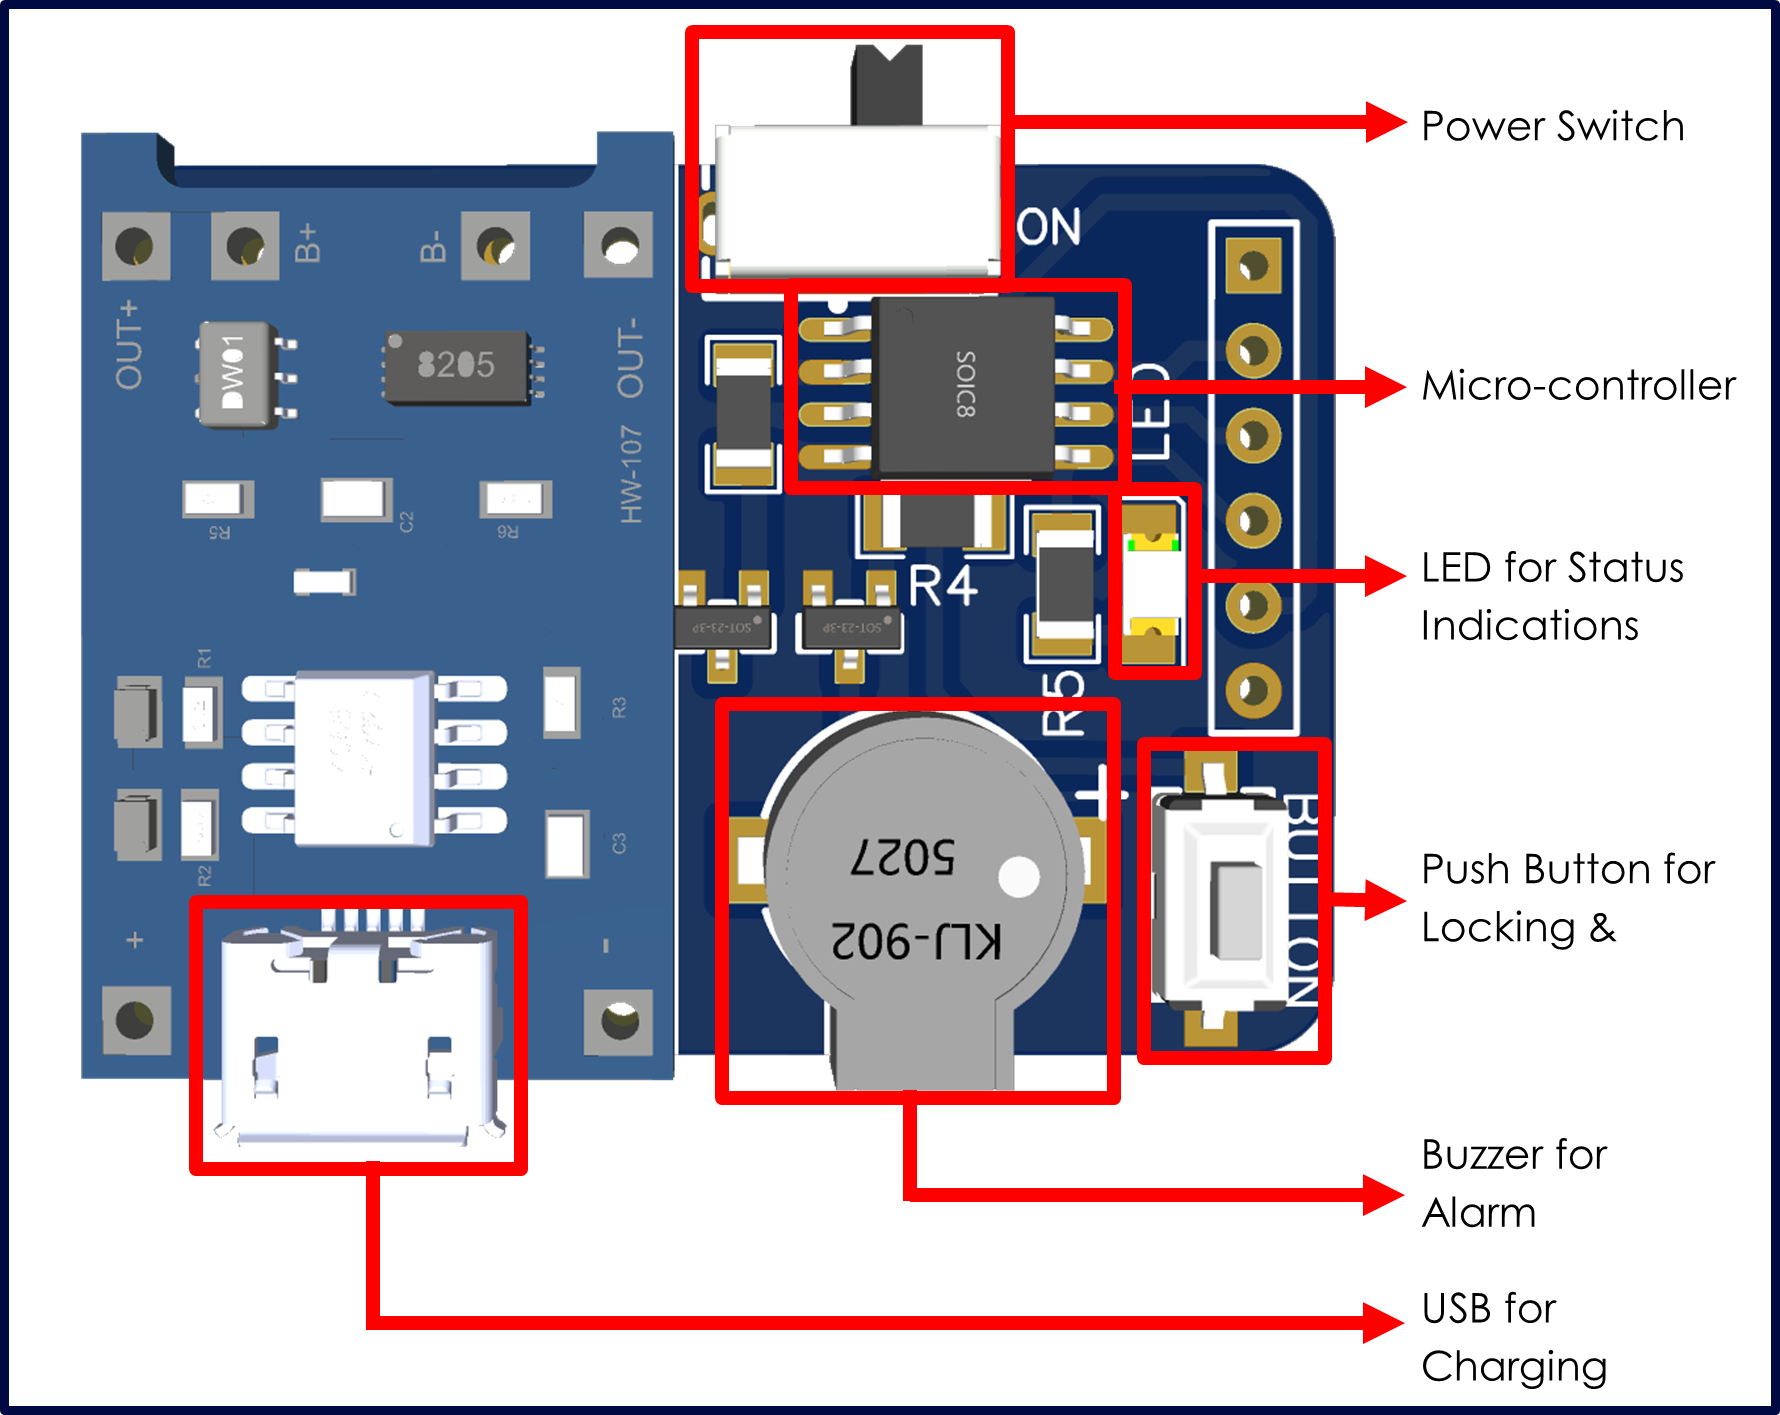 Power Switch
ON
B+
B-
OUT+
OUT-
DW01
8205
SOIC8
LED
Micro-controller
HW-107
R5
C2
R6
R4
LED for Status
Indications
SOT-23-3P
SOT-23-3P
R1
R3
R5
+
5027
KLJ-902
BUTTON
Push Button for
Locking &
R2
C3
+
-
Buzzer for
Alarm
USB for
Charging